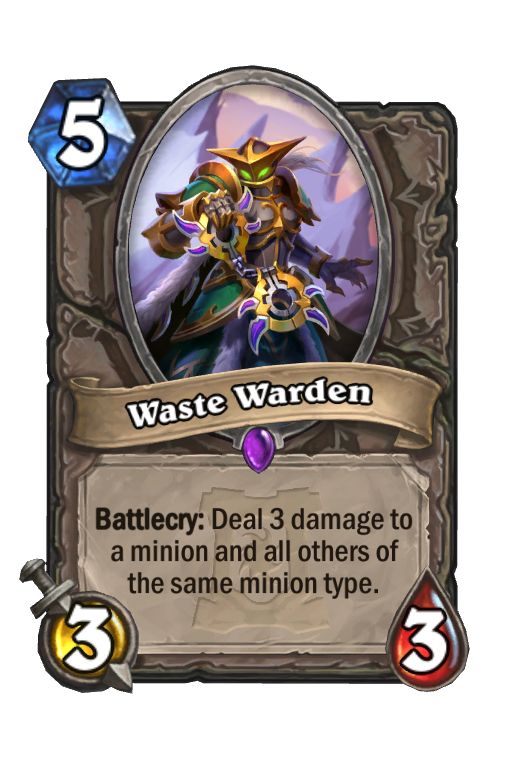 5
Waste Warden
Battlecry: Deal 3 damage to
a minion and all others of
the same minion type.
3
3